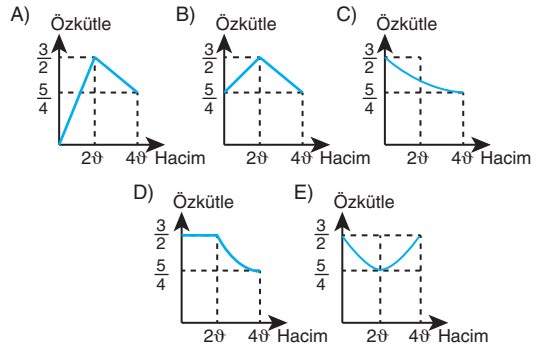 A)
Özkütle
3/2
5/4
2ϑ 4ϑ Hacim
B)
Özkütle
3/2
5/4
2ϑ 4ϑ Hacim
C)
Özkütle
3/2
5/4
2ϑ 4ϑ Hacim
D)
Özkütle
3/2
5/4
2ϑ 4ϑ Hacim
E)
Özkütle
3/2
5/4
2ϑ 4ϑ Hacim